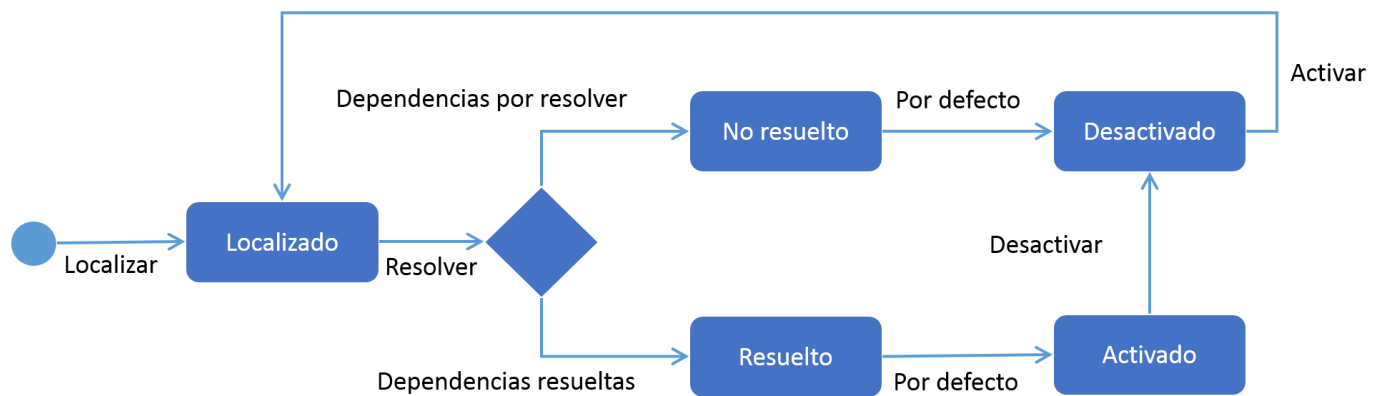 Activar
Dependencias por resolver
Por defecto
No resuelto
Desactivado
Localizado
Localizar
Resolver
Desactivar
Resuelto
Activado
Dependencias resueltas
Por defecto